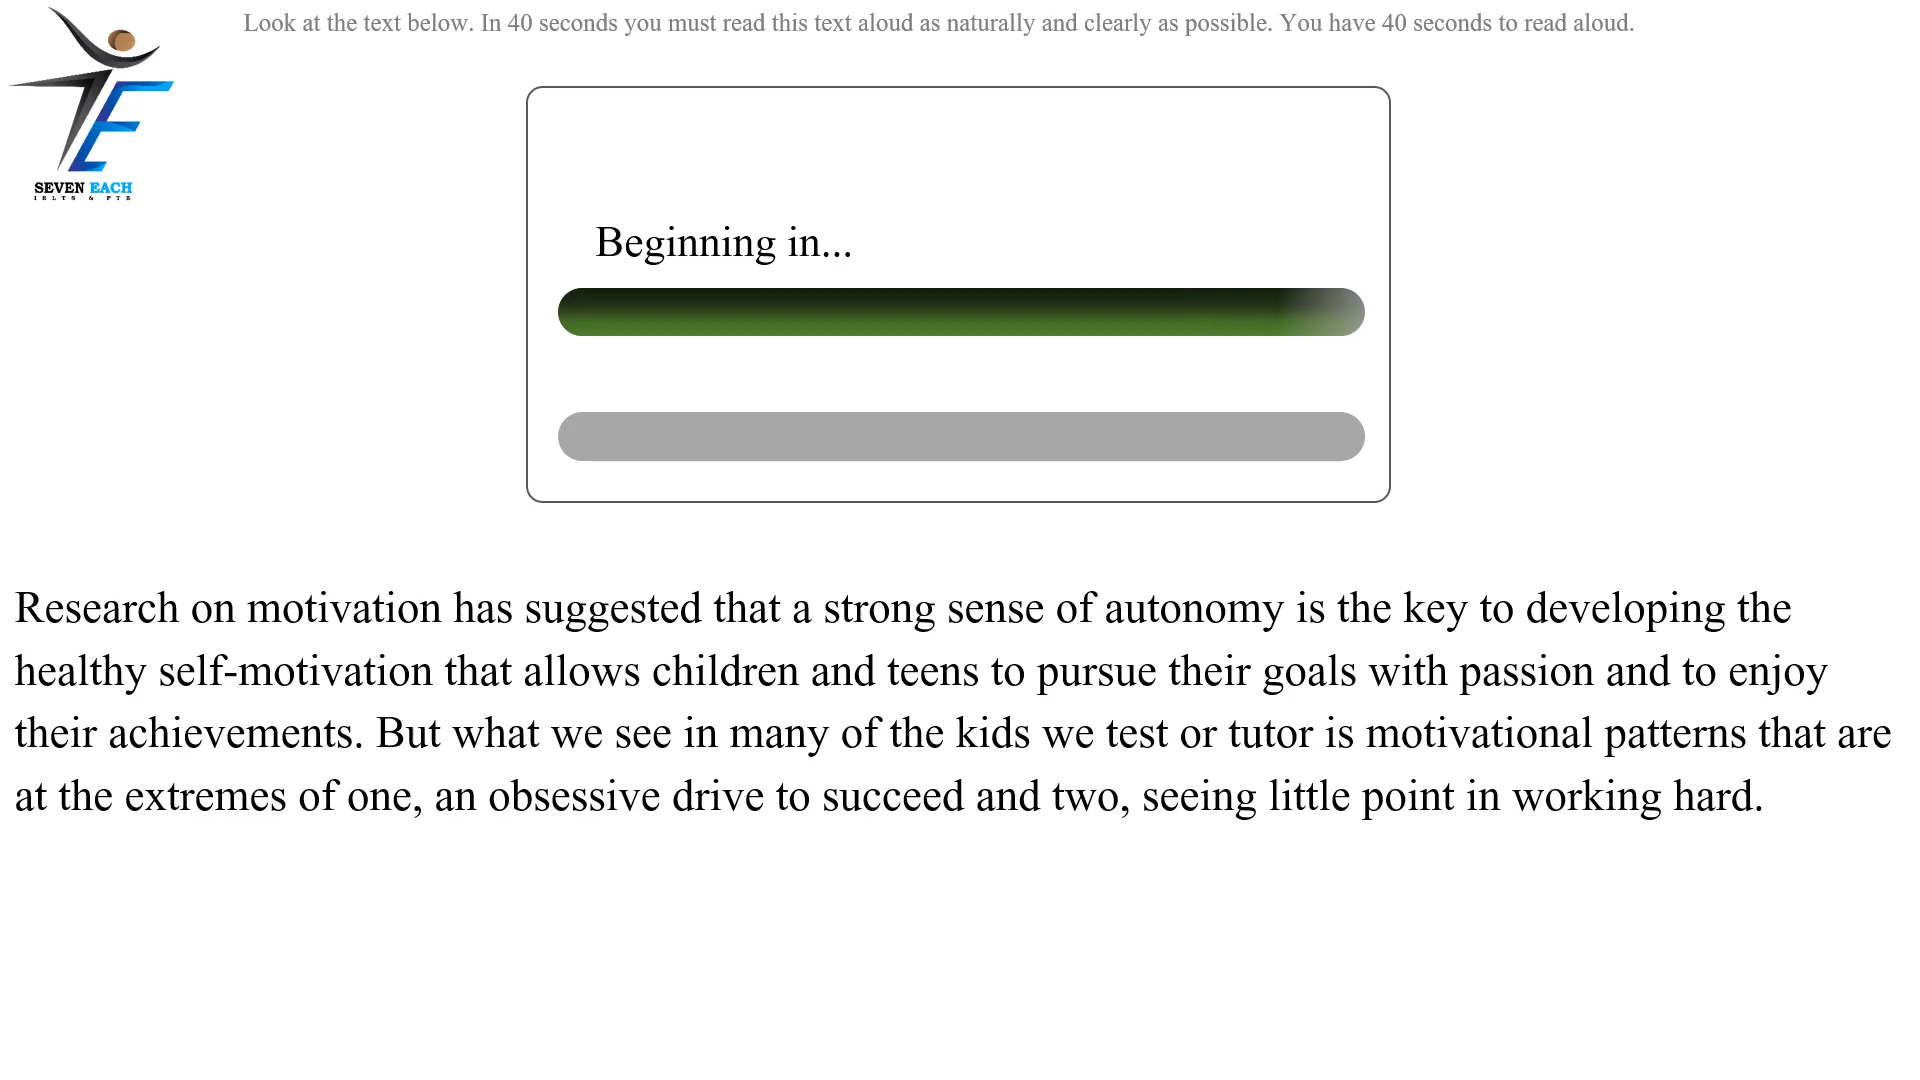 Look at the text below. In 40 seconds you must read this text aloud as naturally and clearly as possible. You have 40 seconds to read aloud.
SEVEN EACH
IELTS & PTE
Beginning in...
Research on motivation has suggested that a strong sense of autonomy is the key to developing the
healthy self-motivation that allows children and teens to pursue their goals with passion and to enjoy
their achievements. But what we see in many of the kids we test or tutor is motivational patterns that are
at the extremes of one, an obsessive drive to succeed and two, seeing little point in working hard.